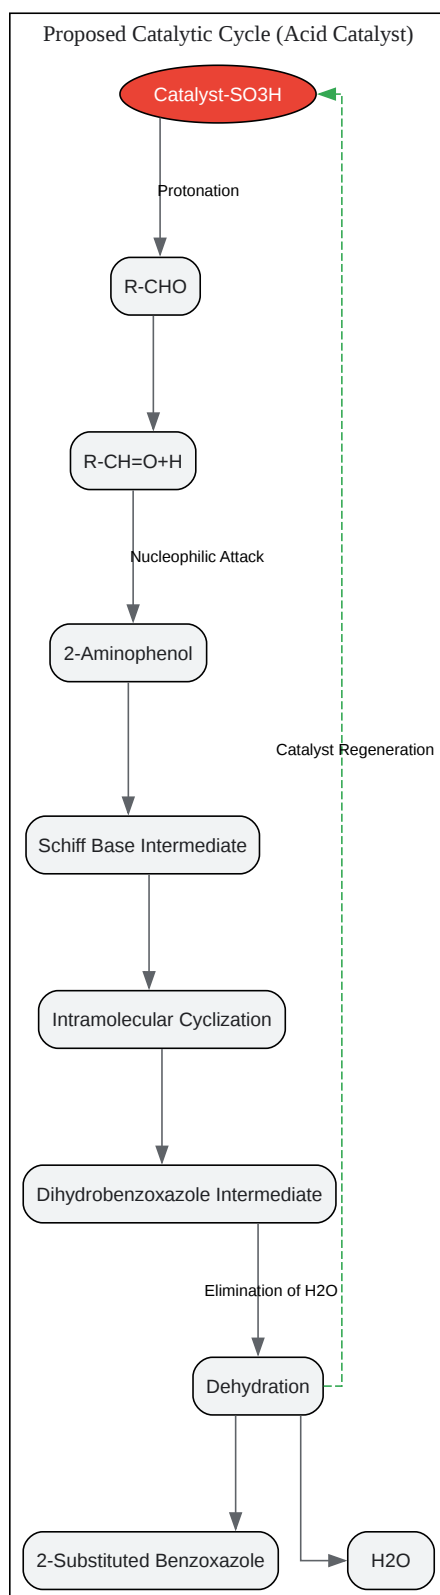 Proposed Catalytic Cycle (Acid Catalyst)
Catalyst-SO3H
Protonation
R-CHO
R-CH=O+H
Nucleophilic Attack
2-Aminophenol
Catalyst Regeneration
Schiff Base Intermediate
Intramolecular Cyclization
Dihydrobenzoxazole Intermediate
Elimination of H2O
Dehydration
2-Substituted Benzoxazole
H2O